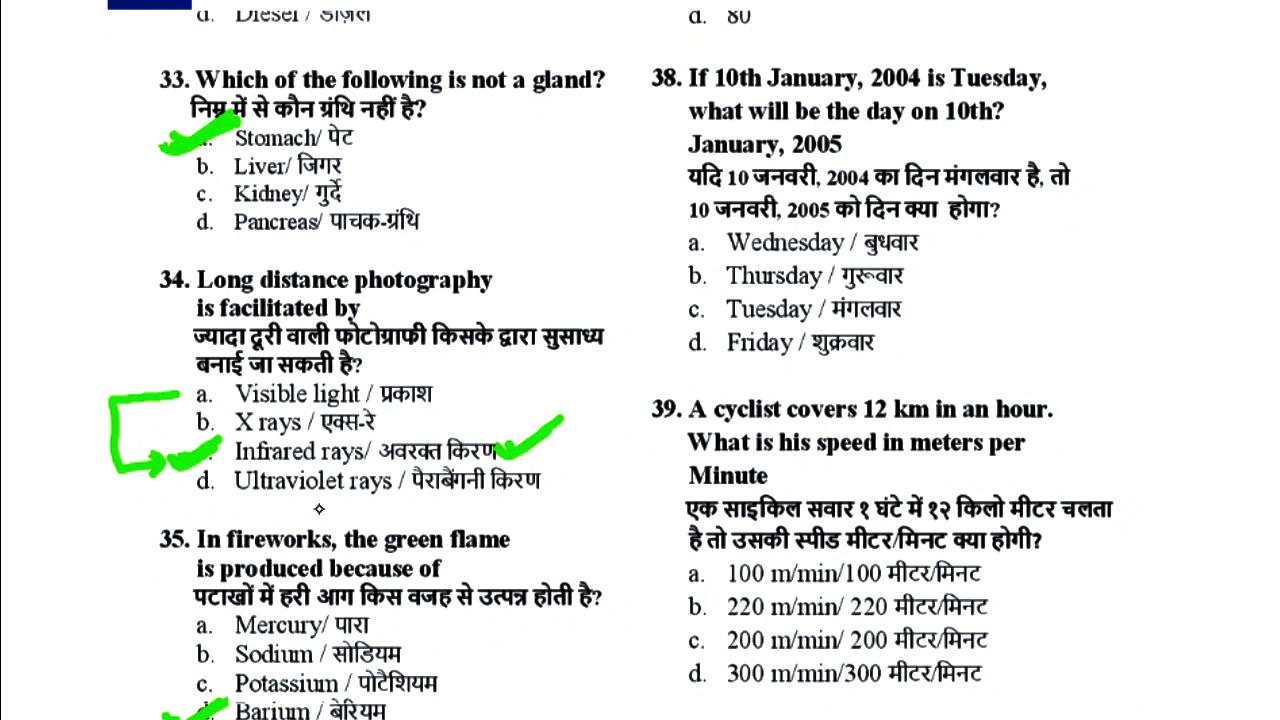 d. Diesel / डीज़ल
33. Which of the following is not a gland?
निम्न में से कौन ग्रंथि नहीं है?
Stomach/ पेट
b. Liver/ जिगर
c. Kidney/ गुर्दे
d. Pancreas/ पाचक-ग्रंथि
34. Long distance photography
is facilitated by
ज्यादा दूरी वाली फोटोग्राफी किसके द्वारा सुसाध्य
बनाई जा सकती है?
a. Visible light / प्रकाश
b. X rays / एक्स-रे
Infrared rays/ अवरक्त किरण
d. Ultraviolet rays / पैराबैंगनी किरण
35. In fireworks, the green flame
is produced because of
पटाखों में हरी आग किस वजह से उत्पन्न होती है?
a. Mercury/ पारा
b. Sodium / सोडियम
c. Potassium / पोटैशियम
d. Barium / बेरियम
d. 80
38. If 10th January, 2004 is Tuesday,
what will be the day on 10th?
January, 2005
यदि 10 जनवरी, 2004 का दिन मंगलवार है, तो
10 जनवरी, 2005 को दिन क्या होगा?
a. Wednesday / बुधवार
b. Thursday / गुरूवार
c. Tuesday / मंगलवार
d. Friday / शुक्रवार
39. A cyclist covers 12 km in an hour.
What is his speed in meters per
Minute
एक साइकिल सवार १ घंटे में १२ किलो मीटर चलता
है तो उसकी स्पीड मीटर/मिनट क्या होगी?
a. 100 m/min/100 मीटर/मिनट
b. 220 m/min/ 220 मीटर/मिनट
c. 200 m/min/ 200 मीटर/मिनट
d. 300 m/min/300 मीटर/मिनट